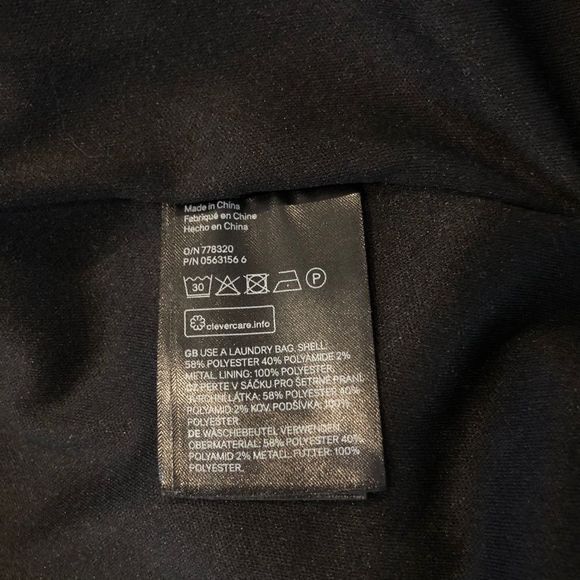 Made in China
Fabriqué en Chine
Hecho en China
O/N 778320
P/N 0563156 6
30
P
clevercare.info
GB USE A LAUNDRY BAG. SHELL:
58% POLYESTER 40% POLYAMIDE 2%
METAL. LINING: 100% POLYESTER.
CZ PERTE V SÁČKU PRO ŠETRNÉ PRANÍ.
VRCHNÍ LÁTKA: 58% POLYESTER 40%
POLYAMID 2% KOV. PODŠÍVKA: 100%
POLYESTER
DE WÄSCHEBEUTEL VERWENDEN.
OBERMATERIAL: 58% POLYESTER 40%
POLYAMID 2% METALL. FUTTER: 100%
POLYESTER.